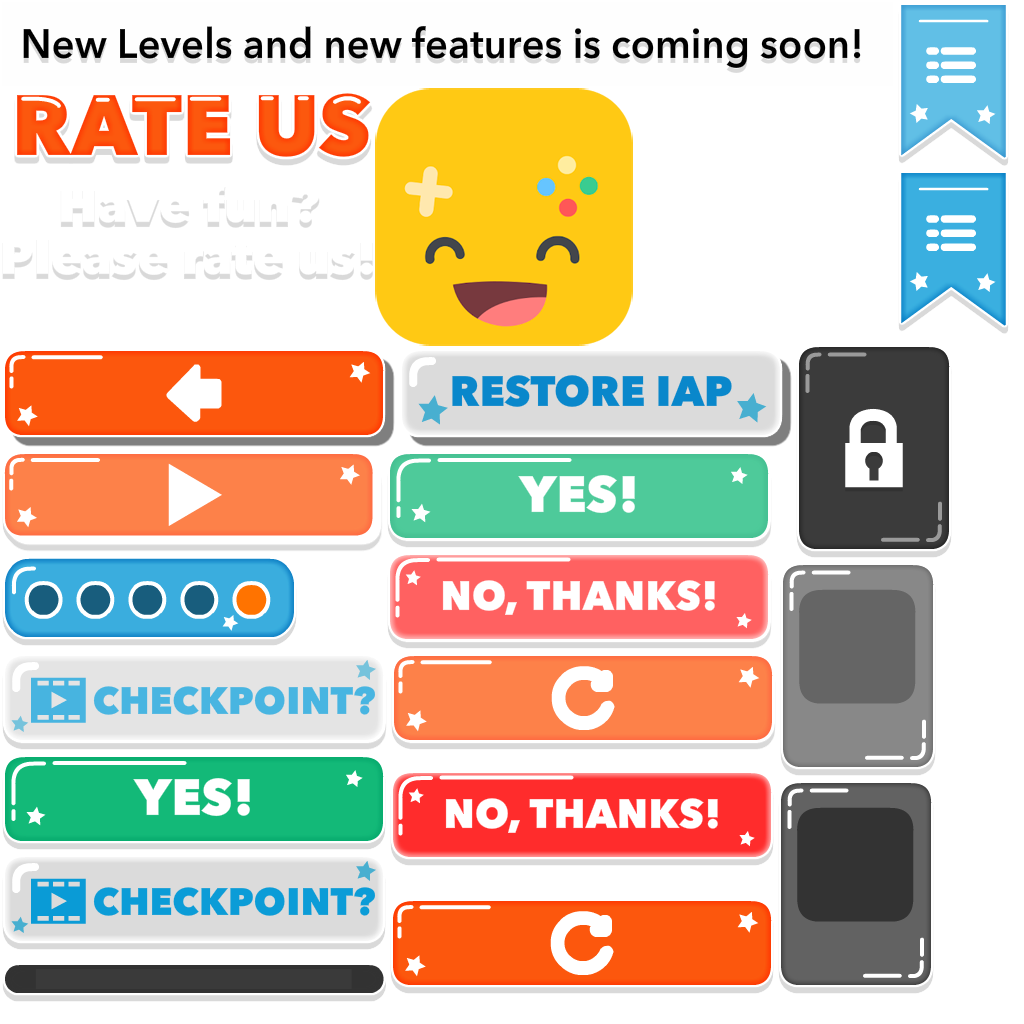 New Levels and new features is coming soon!
RATE US
Have fun?
Please rate us!
RESTORE IAP
YES!
NO, THANKS!
CHECKPOINT?
YES!
NO, THANKS!
CHECKPOINT?